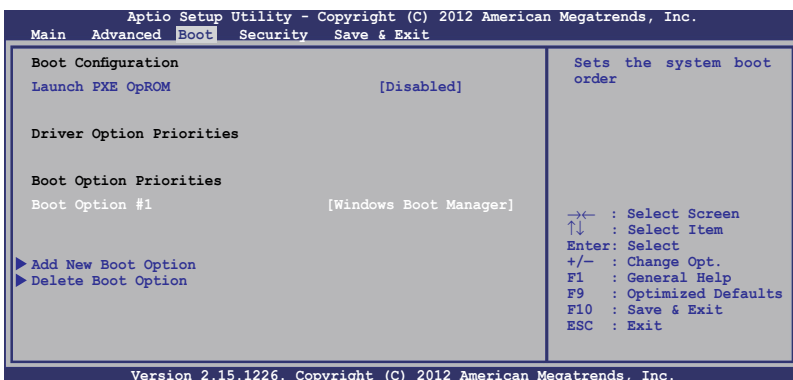 Aptio Setup Utility - Copyright (C) 2012 American Megatrends, Inc.
Main Advanced Boot Security Save & Exit
Boot Configuration
Launch PXE OpROM [Disabled]
Driver Option Priorities
Boot Option Priorities
Boot Option #1 [Windows Boot Manager]
▶ Add New Boot Option
▶ Delete Boot Option
Sets the system boot
order
→← : Select Screen
↑↓ : Select Item
Enter: Select
+/— : Change Opt.
F1 : General Help
F9 : Optimized Defaults
F10 : Save & Exit
ESC : Exit
Version 2.15.1226. Copyright (C) 2012 American Megatrends, Inc.